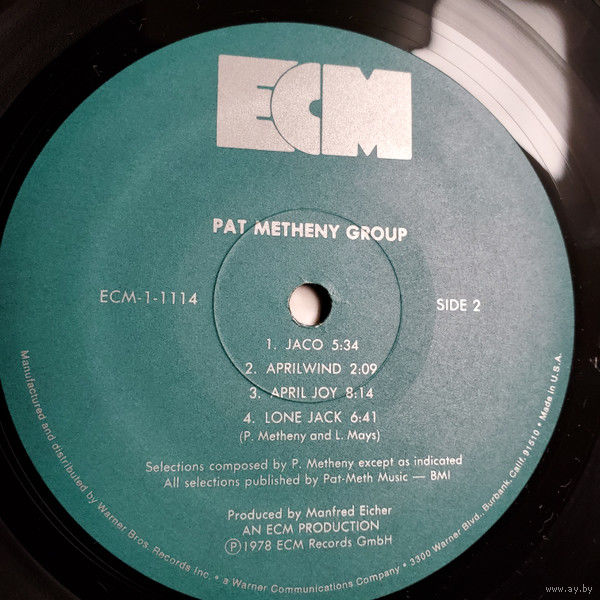 ECM
PAT METHENY GROUP
ECM-1-1114
SIDE 2
1. JACO 5:34
2. APRILWIND 2:09
3. APRIL JOY 8:14
4. LONE JACK 6:41
(P. Metheny and L. Mays)
Selections composed by P. Metheny except as indicated
All selections published by Pat-Meth Music — BMI
Produced by Manfred Eicher
AN ECM PRODUCTION
Ⓟ1978 ECM Records GmbH
Manufactured and distributed by Warner Bros. Records Inc. • a Warner Communications Company • 3300 Warner Blvd., Burbank, Calif. 91510 • Made in U.S.A.
www.ay.by